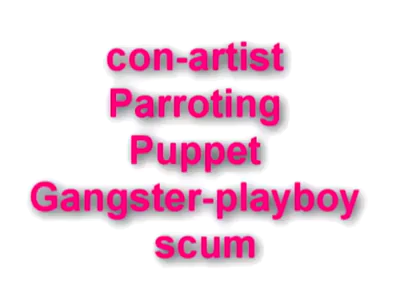 con-artist
Parroting
Puppet
Gangster-playboy
scum